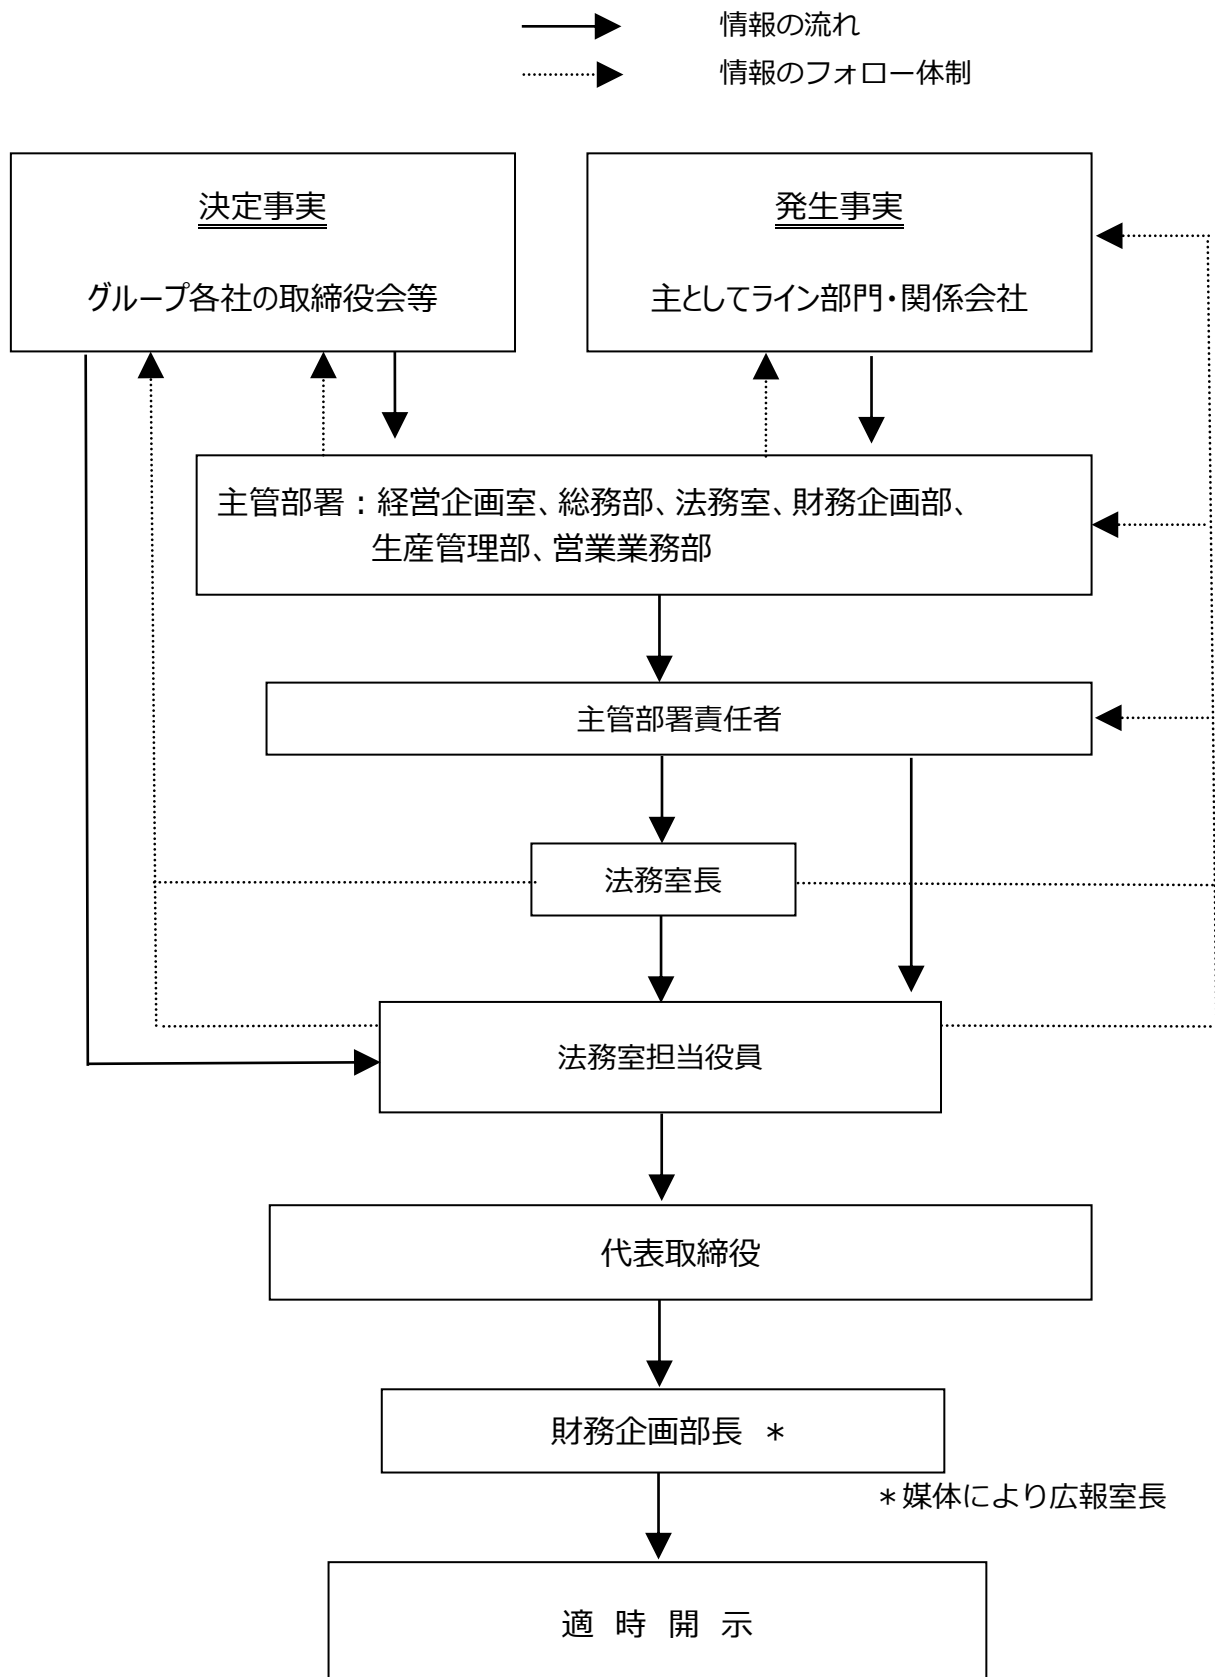 情報の流れ
情報のフォロー体制
決定事実
グループ各社の取締役会等
発生事実
主としてライン部門・関係会社
主管部署：経営企画室、総務部、法務室、財務企画部、
生産管理部、営業業務部
主管部署責任者
法務室長
法務室担当役員
代表取締役
財務企画部長 ＊
＊媒体により広報室長
適 時 開 示